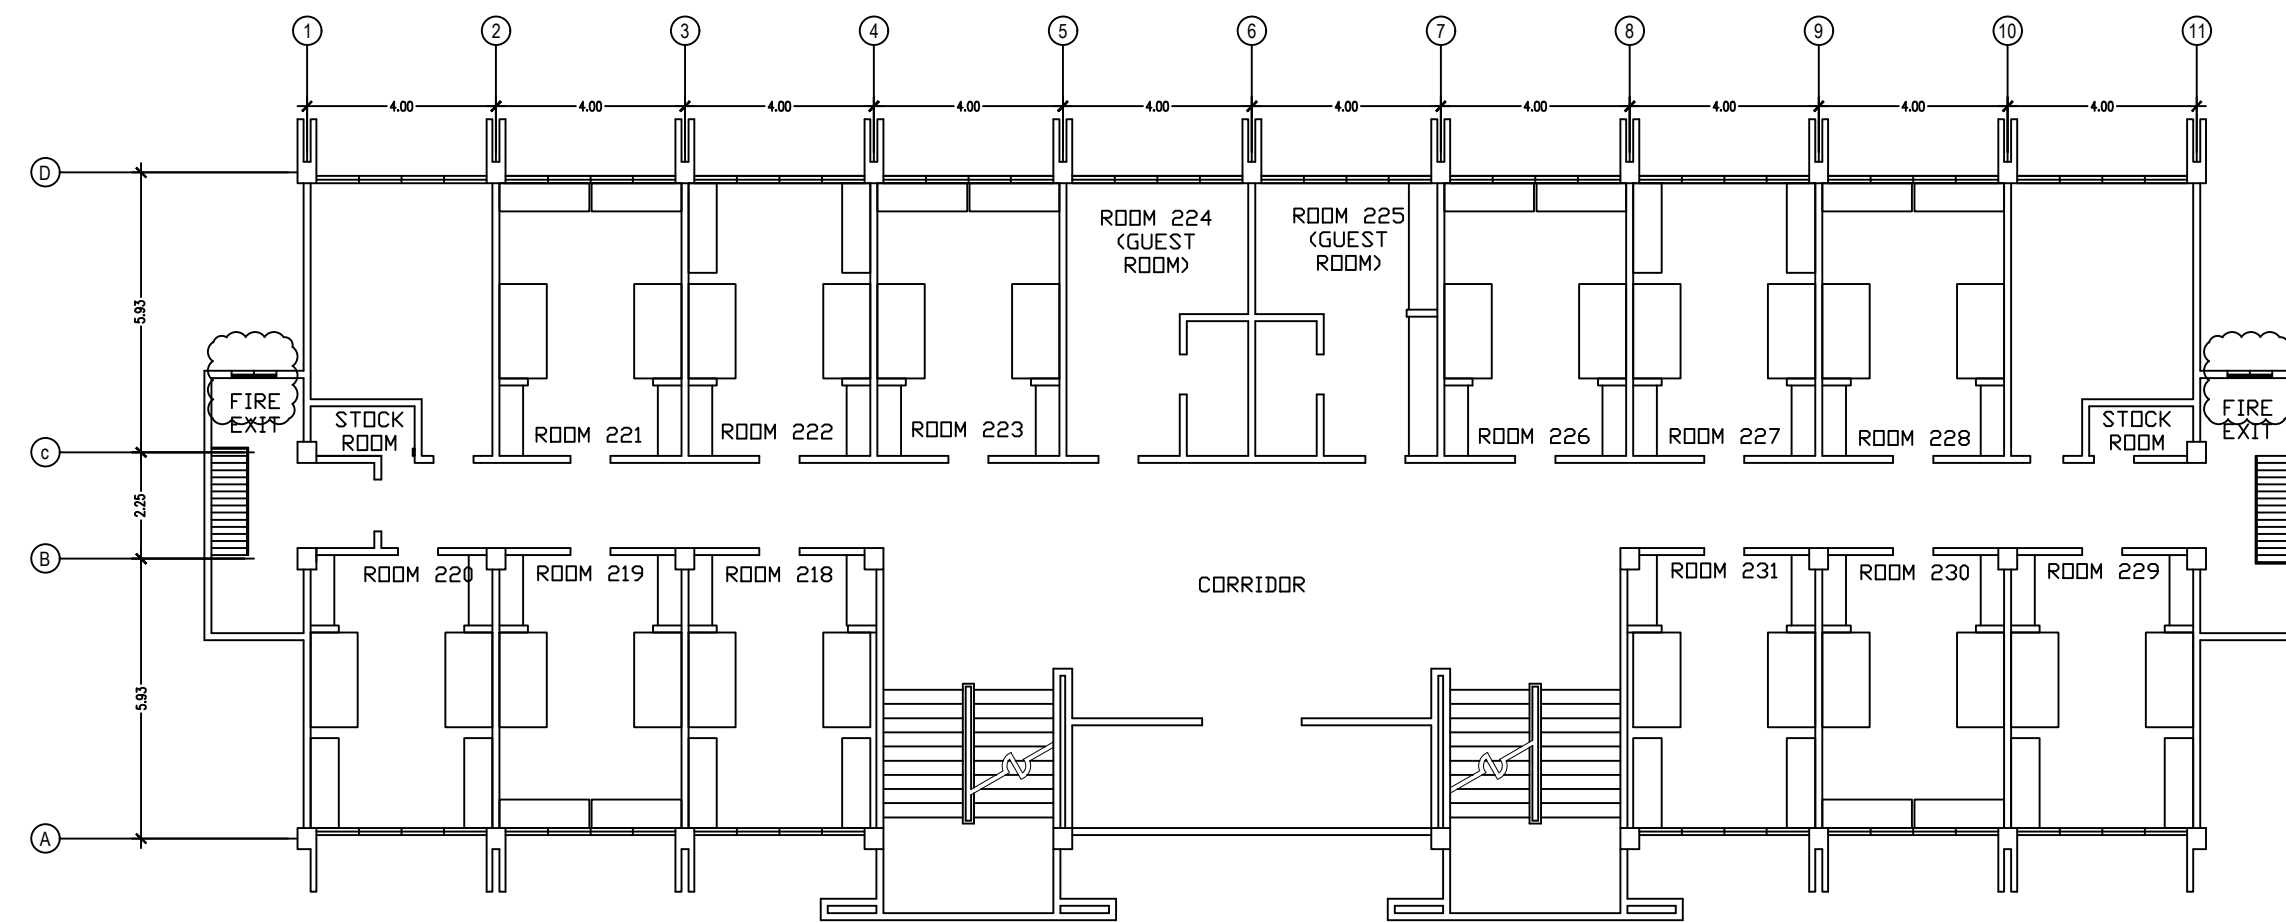 1 2 3 4 5 6 7 8 9 10 11
4.00 4.00 4.00 4.00 4.00 4.00 4.00 4.00 4.00 4.00
D
ROOM 224
(GUEST
ROOM)
ROOM 225
(GUEST
ROOM)
5.93
FIRE
EXIT
STOCK
ROOM
ROOM 221
ROOM 222
ROOM 223
ROOM 226
ROOM 227
ROOM 228
STOCK
ROOM
FIRE
EXIT
c
2.25
B
ROOM 220
ROOM 219
ROOM 218
CORRIDOR
ROOM 231
ROOM 230
ROOM 229
5.93
A